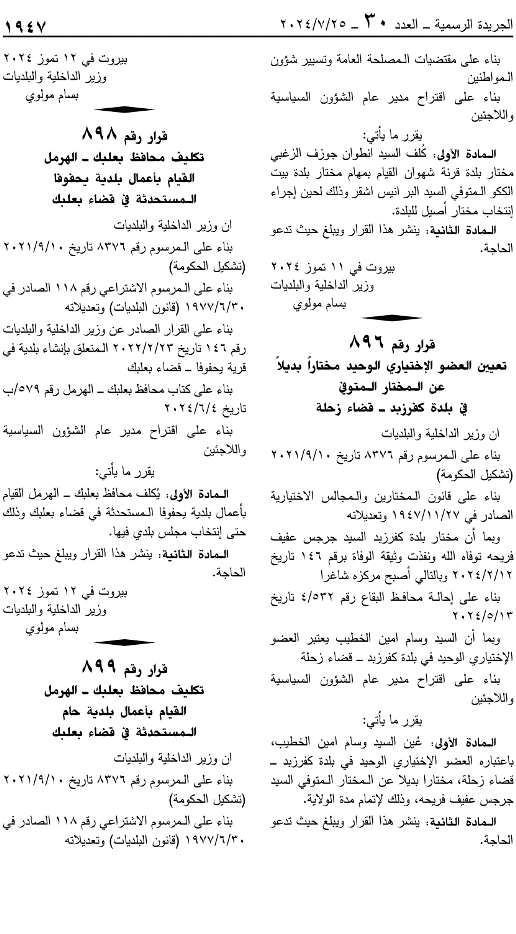 الجريدة الرسمية ــ العدد ٣٠ ــ ٢٠٢٤/٧/٢٥
١٩٤٧
بناء على مقتضيات المصلحة العامة وتسيير شؤون
المواطنين
بناء على اقتراح مدير عام الشؤون السياسية
واللاجئين
يقرر ما يأتي:
المادة الأولى: كُلف السيد انطوان جوزف الزغبي
مختار بلدة قرنة شهوان القيام بمهام مختار بلدة بيت
الككو المتوفي السيد البر انيس اشقر وذلك لحين إجراء
إنتخاب مختار أصيل للبلدة.
المادة الثانية: ينشر هذا القرار ويبلغ حيث تدعو
الحاجة.
بيروت في ١١ تموز ٢٠٢٤
وزير الداخلية والبلديات
بسام مولوي
قرار رقم ٨٩٦
تعيين العضو الإختياري الوحيد مختاراً بديلاً
عن المختار المتوفي
في بلدة كفرزبد ــ قضاء زحلة
ان وزير الداخلية والبلديات
بناء على المرسوم رقم ٨٣٧٦ تاريخ ٢٠٢١/٩/١٠
(تشكيل الحكومة)
بناء على قانون المختارين والمجالس الاختيارية
الصادر في ١٩٤٧/١١/٢٧ وتعديلاته
وبما أن مختار بلدة كفرزبد السيد جرجس عفيف
فريحه توفاه الله ونفذت وثيقة الوفاة برقم ١٤٦ تاريخ
٢٠٢٤/٢/١٢ وبالتالي أصبح مركزه شاغرا
بناء على إحالة محافظ البقاع رقم ٤/٥٣٢ تاريخ
٢٠٢٤/٥/١٣
وبما أن السيد وسام امين الخطيب يعتبر العضو
الإختياري الوحيد في بلدة كفرزبد ــ قضاء زحلة
بناء على اقتراح مدير عام الشؤون السياسية
واللاجئين
يقرر ما يأتي:
المادة الأولى: عُين السيد وسام امين الخطيب،
باعتباره العضو الإختياري الوحيد في بلدة كفرزبد ــ
قضاء زحلة، مختارا بديلا عن المختار المتوفي السيد
جرجس عفيف فريحه، وذلك لإتمام مدة الولاية.
المادة الثانية: ينشر هذا القرار ويبلغ حيث تدعو
الحاجة.
بيروت في ١٢ تموز ٢٠٢٤
وزير الداخلية والبلديات
بسام مولوي
قرار رقم ٨٩٨
تكليف محافظ بعلبك ــ الهرمل
القيام بأعمال بلدية يحفوفا
المستحدثة في قضاء بعلبك
ان وزير الداخلية والبلديات
بناء على المرسوم رقم ٨٣٧٦ تاريخ ٢٠٢١/٩/١٠
(تشكيل الحكومة)
بناء على المرسوم الاشتراعي رقم ١١٨ الصادر في
١٩٧٧/٦/٣٠ (قانون البلديات) وتعديلاته
بناء على القرار الصادر عن وزير الداخلية والبلديات
رقم ١٤٦ تاريخ ٢٠٢٢/٢/٢٣ المتعلق بإنشاء بلدية في
قرية يحفوفا ــ قضاء بعلبك
بناء على كتاب محافظ بعلبك ــ الهرمل رقم ٥٧٩/ب
تاريخ ٢٠٢٤/٦/٤
بناء على اقتراح مدير عام الشؤون السياسية
واللاجئين
يقرر ما يأتي:
المادة الأولى: يُكلف محافظ بعلبك ــ الهرمل القيام
بأعمال بلدية يحفوفا المستحدثة في قضاء بعلبك وذلك
حتى إنتخاب مجلس بلدي فيها.
المادة الثانية: ينشر هذا القرار ويبلغ حيث تدعو
الحاجة.
بيروت في ١٢ تموز ٢٠٢٤
وزير الداخلية والبلديات
بسام مولوي
قرار رقم ٨٩٩
تكليف محافظ بعلبك ــ الهرمل
القيام بأعمال بلدية حام
المستحدثة في قضاء بعلبك
ان وزير الداخلية والبلديات
بناء على المرسوم رقم ٨٣٧٦ تاريخ ٢٠٢١/٩/١٠
(تشكيل الحكومة)
بناء على المرسوم الاشتراعي رقم ١١٨ الصادر في
١٩٧٧/٦/٣٠ (قانون البلديات) وتعديلاته